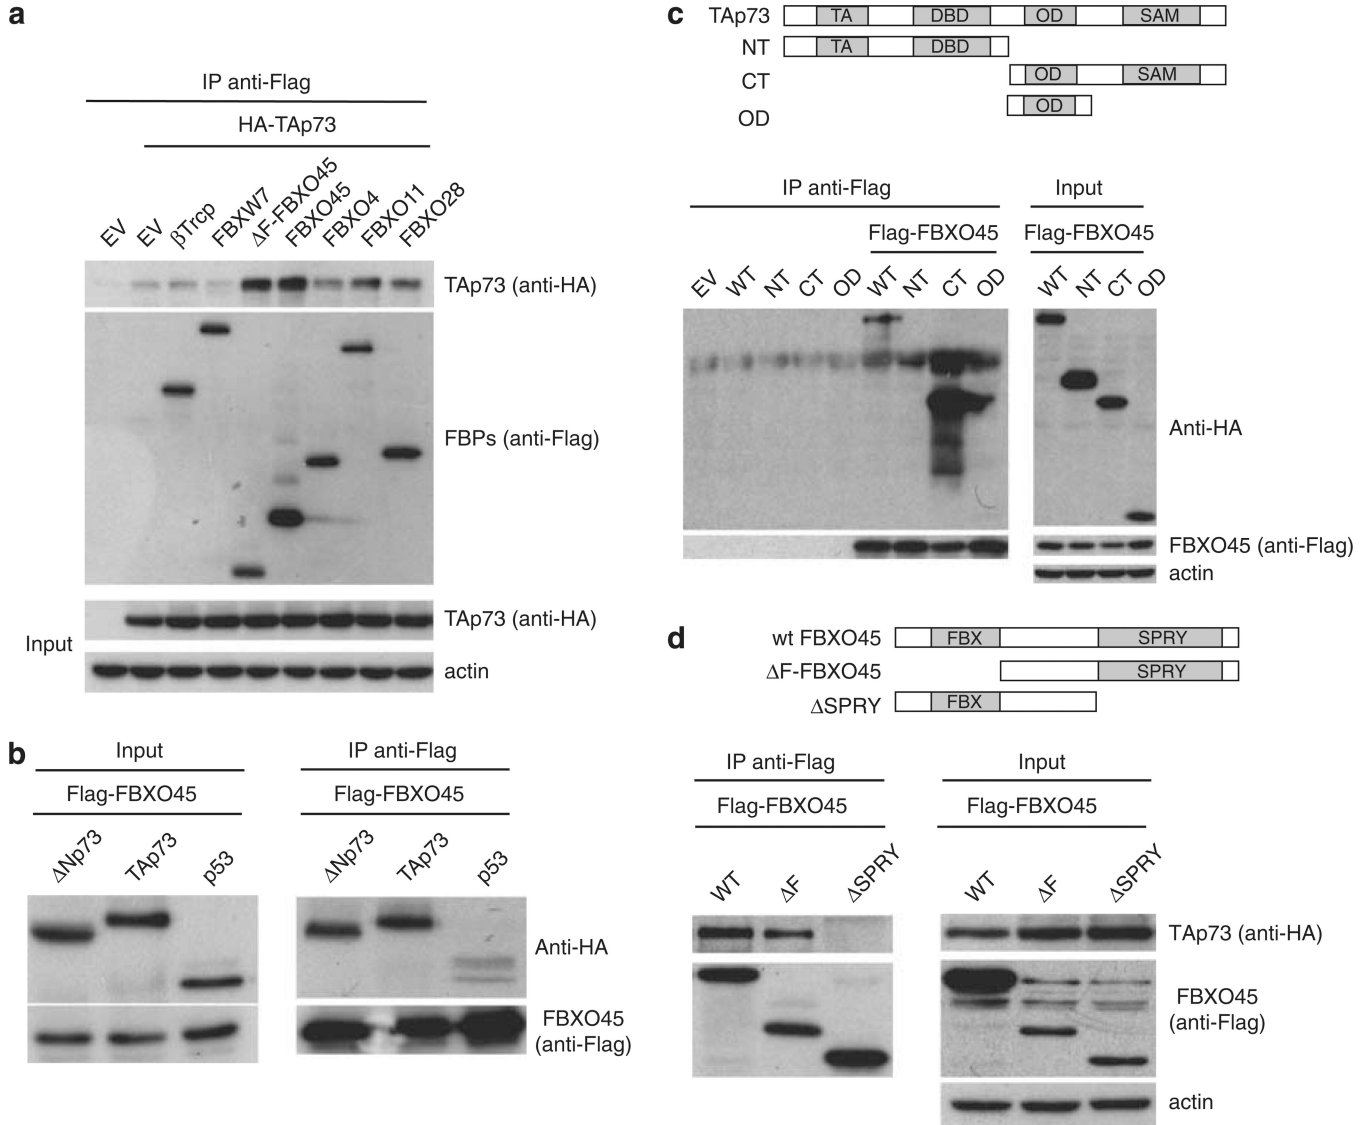 a
IP anti-Flag
HA-TAp73
EV EV βTrcp FBXW7 ΔF-FBXO45 FBXO45 FBXO4 FBXO11 FBXO28
TAp73 (anti-HA)
FBPs (anti-Flag)
TAp73 (anti-HA)
Input
actin
b
Input IP anti-Flag
Flag-FBXO45 Flag-FBXO45
ΔNp73 TAp73 p53 ΔNp73 TAp73 p53
Anti-HA
FBXO45
(anti-Flag)
c
TAp73 TA DBD OD SAM
NT TA DBD
CT OD SAM
OD OD
IP anti-Flag Input
Flag-FBXO45 Flag-FBXO45
EV WT NT CT OD WT NT CT OD WT NT CT OD
Anti-HA
FBXO45 (anti-Flag)
actin
d
wt FBXO45 FBX SPRY
ΔF-FBXO45 SPRY
ΔSPRY FBX
IP anti-Flag Input
Flag-FBXO45 Flag-FBXO45
WT ΔF ΔSPRY WT ΔF ΔSPRY
TAp73 (anti-HA)
FBXO45
(anti-Flag)
actin